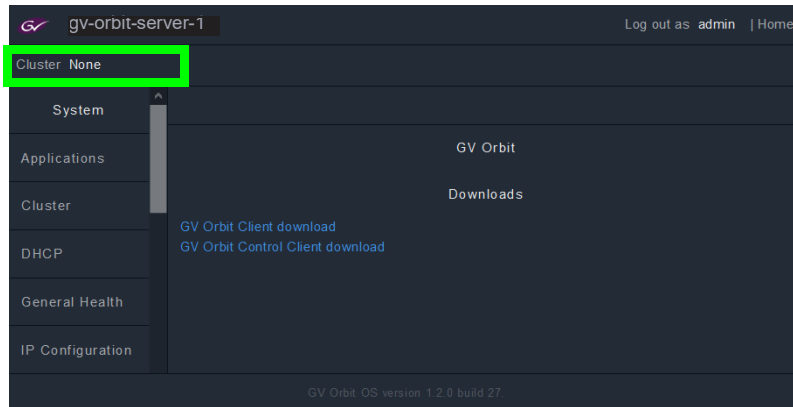 GV gv-orbit-server-1 Log out as admin | Home
Cluster None
System
Applications
Cluster
DHCP
General Health
IP Configuration
GV Orbit
Downloads
GV Orbit Client download
GV Orbit Control Client download
GV Orbit OS version 1.2.0 build 27.